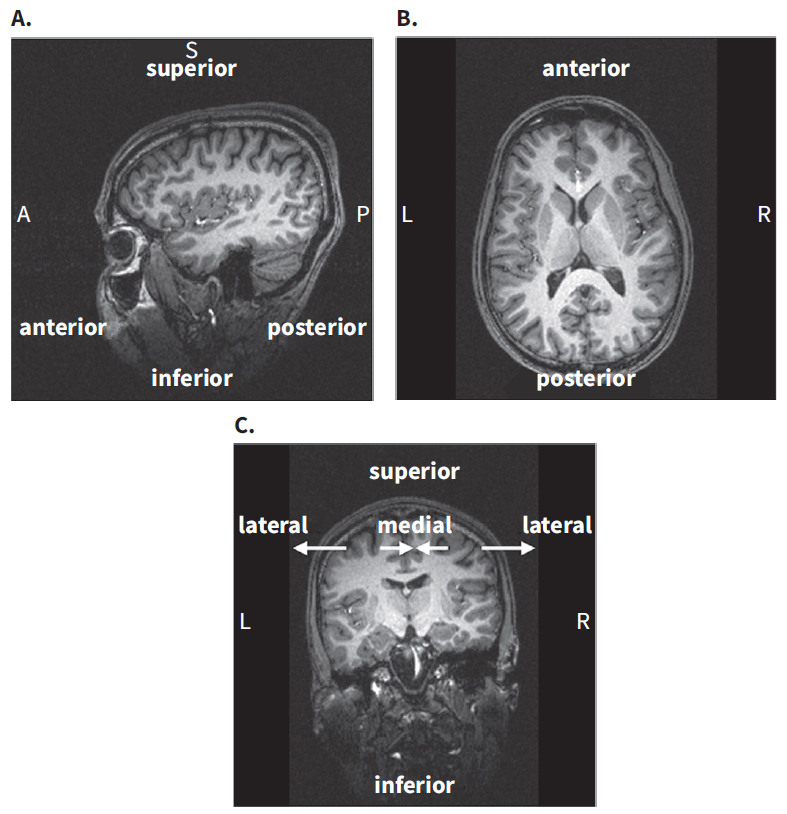 A.
S
superior
A
P
anterior
posterior
inferior
B.
anterior
L
R
posterior
C.
superior
lateral
medial
lateral
L
R
inferior